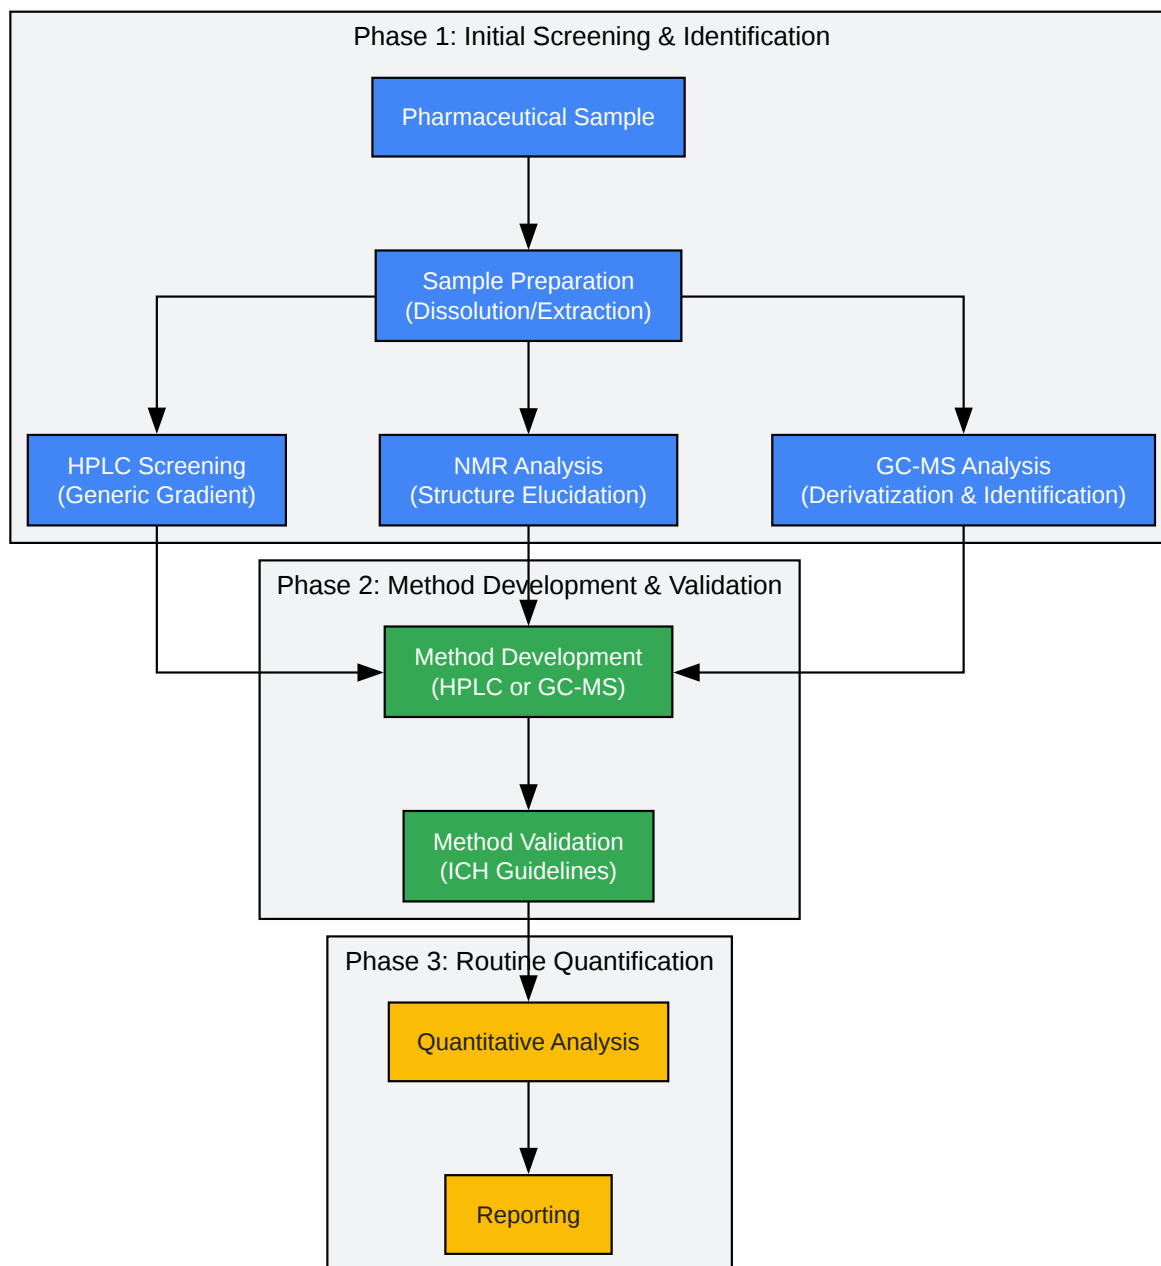 Phase 1: Initial Screening & Identification
Pharmaceutical Sample
Sample Preparation
(Dissolution/Extraction)
HPLC Screening
(Generic Gradient)
NMR Analysis
(Structure Elucidation)
GC-MS Analysis
(Derivatization & Identification)
Phase 2: Method Development & Validation
Method Development
(HPLC or GC-MS)
Method Validation
(ICH Guidelines)
Phase 3: Routine Quantification
Quantitative Analysis
Reporting